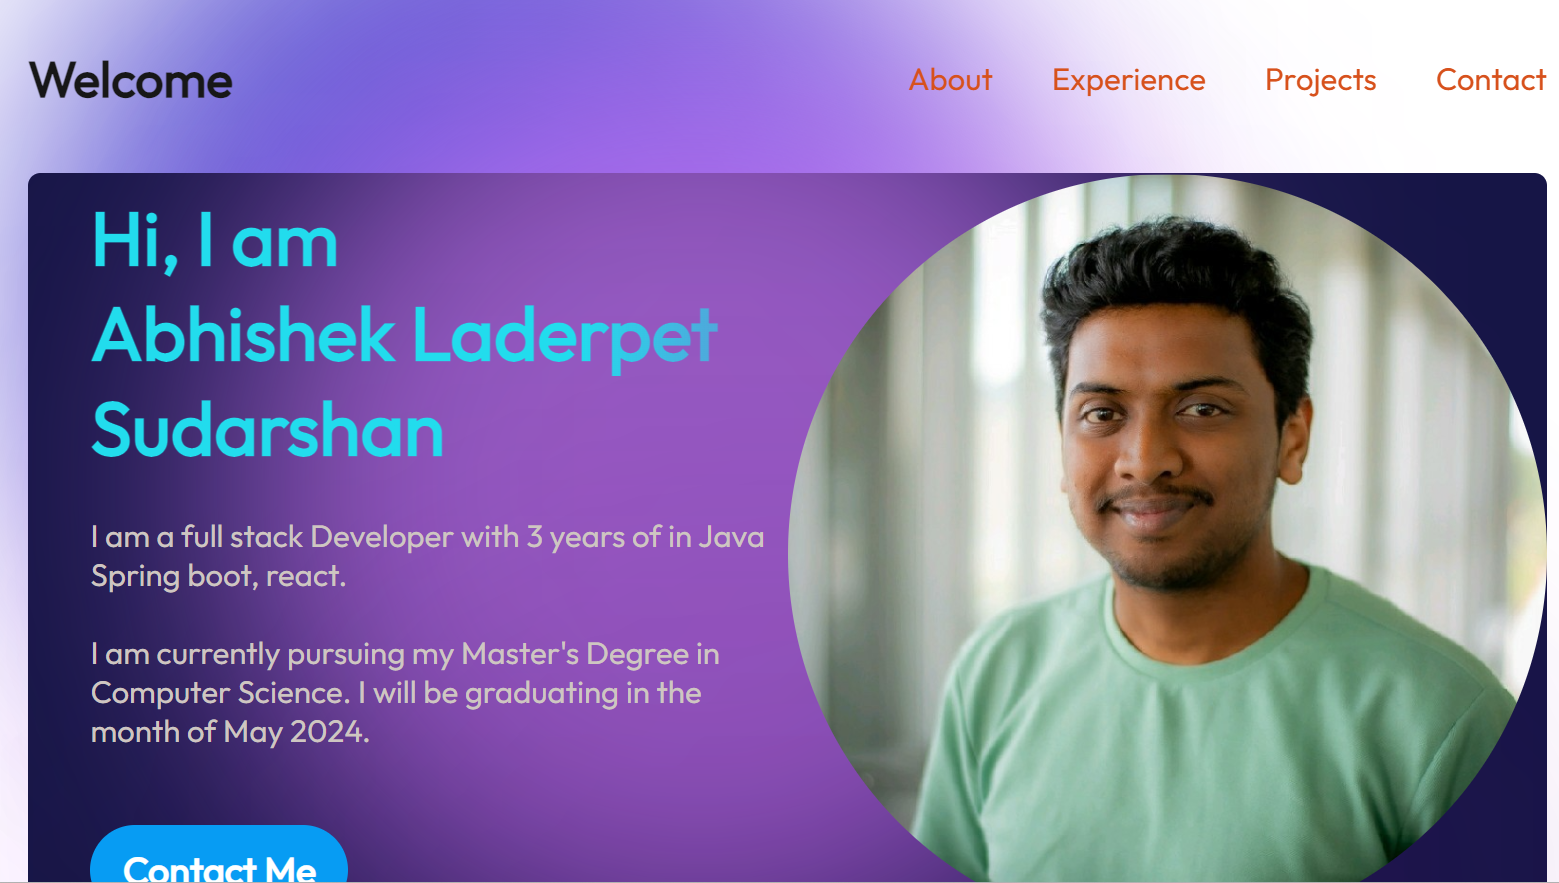 Welcome
About Experience Projects Contact
Hi, I am
Abhishek Laderpet
Sudarshan
I am a full stack Developer with 3 years of in Java
Spring boot, react.
I am currently pursuing my Master's Degree in
Computer Science. I will be graduating in the
month of May 2024.
Contact Me